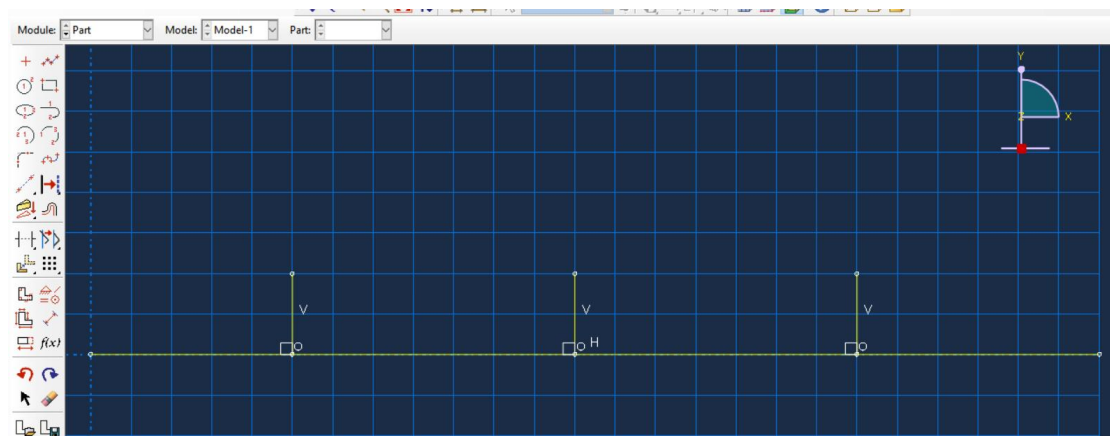 Module: Part Model: Model-1 Part:
Y
Z X
V V V
H
f(x)